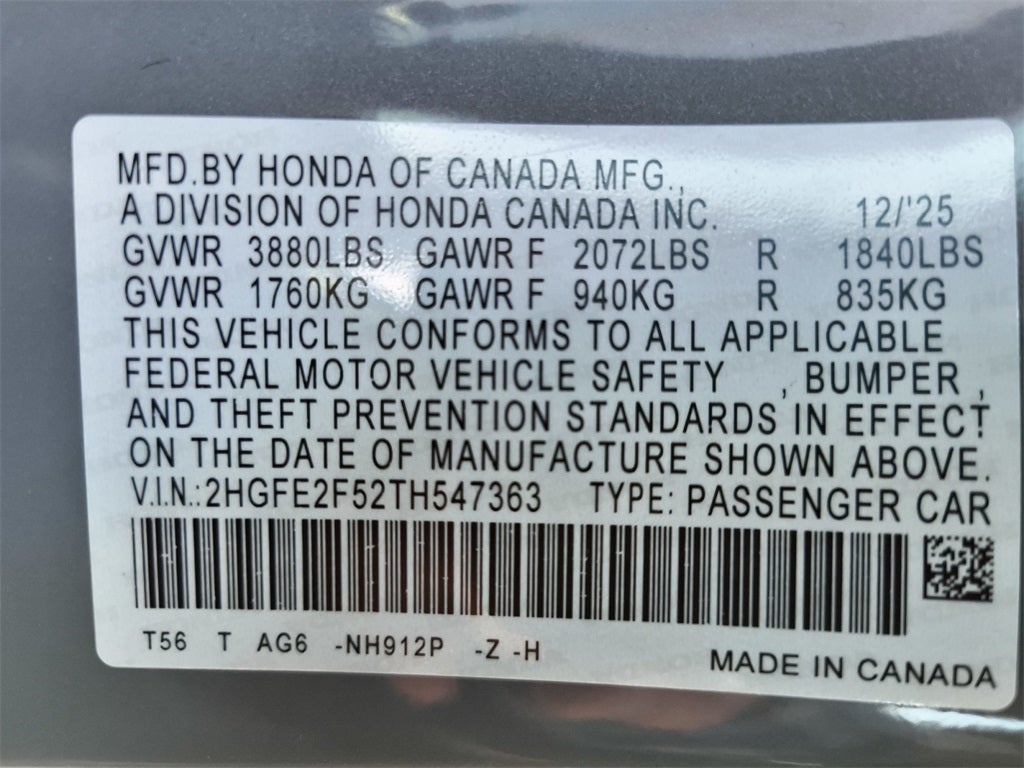 MFD.BY HONDA OF CANADA MFG.,
A DIVISION OF HONDA CANADA INC. 12/'25
GVWR 3880LBS GAWR F 2072LBS R 1840LBS
GVWR 1760KG GAWR F 940KG R 835KG
THIS VEHICLE CONFORMS TO ALL APPLICABLE
FEDERAL MOTOR VEHICLE SAFETY , BUMPER ,
AND THEFT PREVENTION STANDARDS IN EFFECT
ON THE DATE OF MANUFACTURE SHOWN ABOVE.
V.I.N.:2HGFE2F52TH547363 TYPE: PASSENGER CAR
T56 T AG6 -NH912P -Z -H
MADE IN CANADA